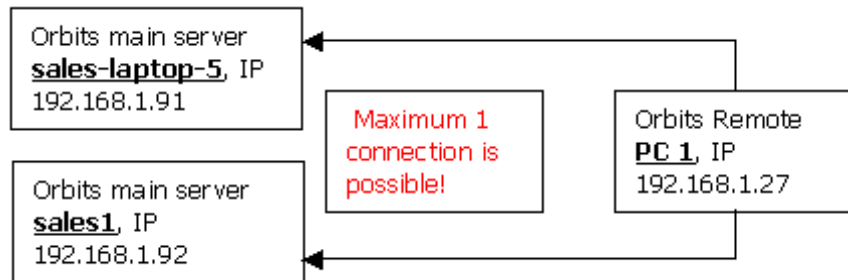 Orbits main server
sales-laptop-5, IP
192.168.1.91
Maximum 1
connection is
possible!
Orbits Remote
PC 1, IP
192.168.1.27
Orbits main server
sales1, IP
192.168.1.92